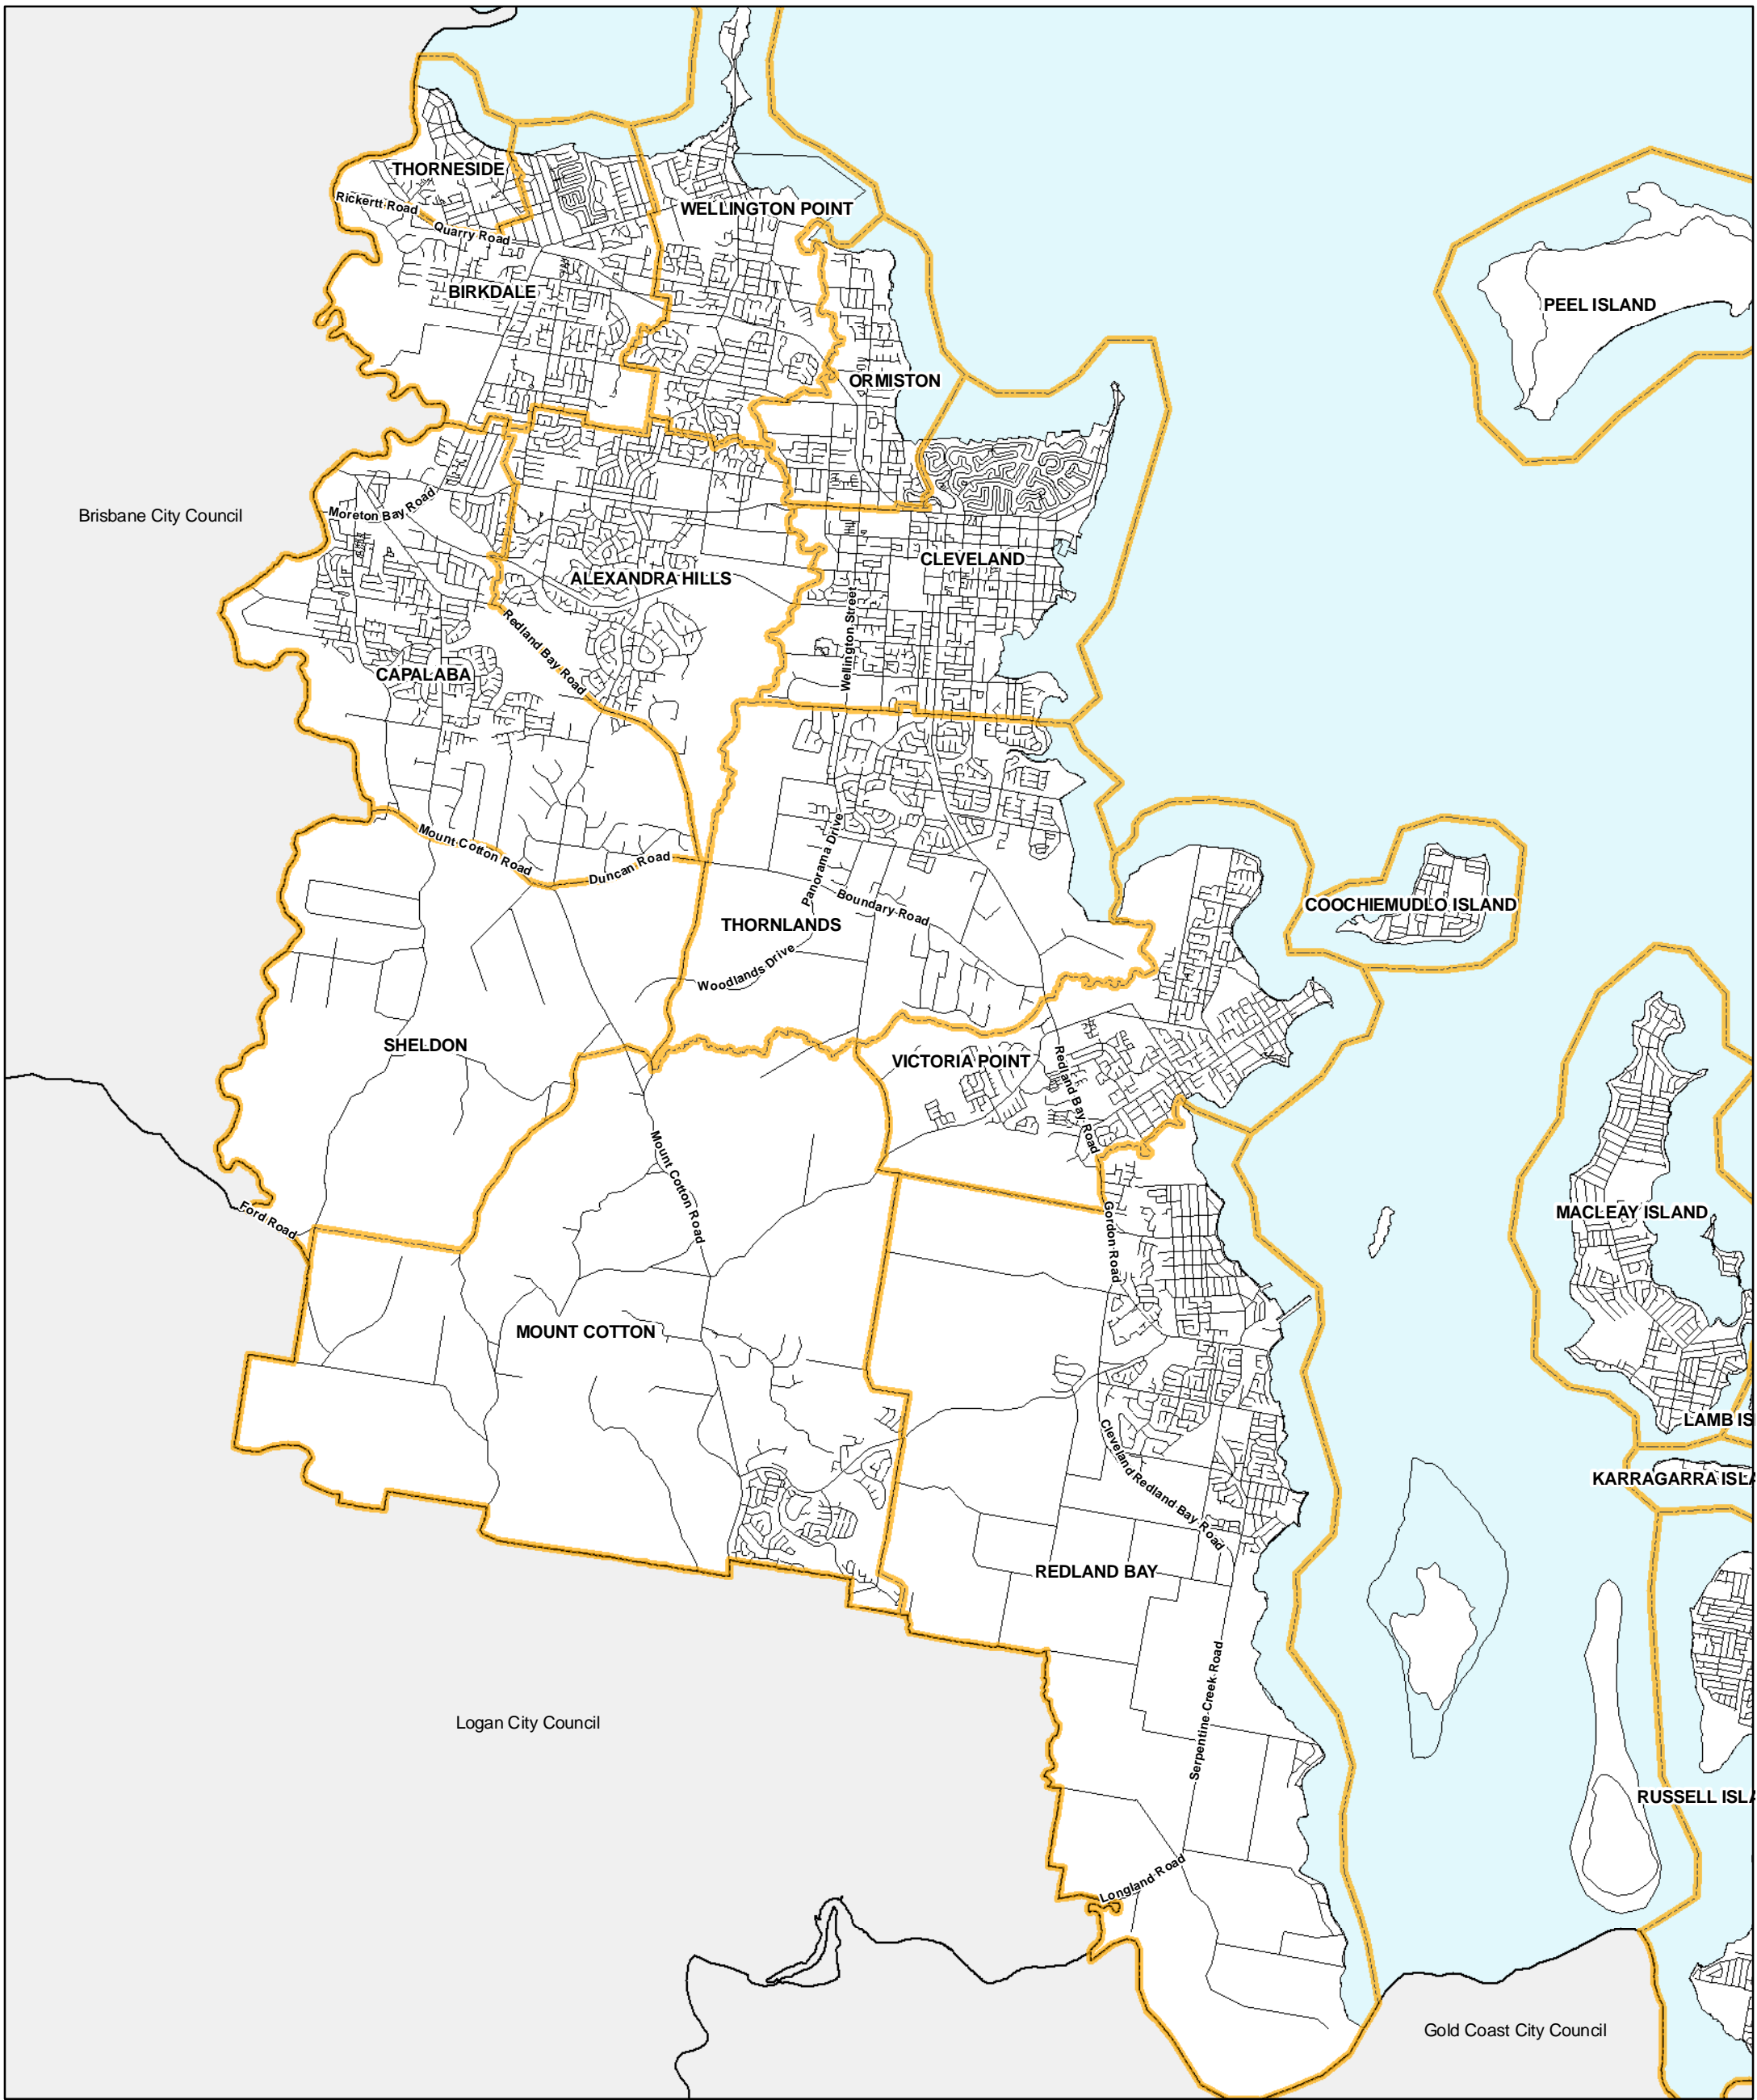 THORNESIDE
Rickertt Road
WELLINGTON POINT
Quarry Road
BIRKDALE
PEEL ISLAND
ORMISTON
Brisbane City Council
Moreton Bay Road
CLEVELAND
ALEXANDRA HILLS
Wellington Street
Redland Bay Road
CAPALABA
Mount Cotton Road
Duncan Road
Panorama Drive
Boundary Road
COOCHIEMUDLO ISLAND
THORNLANDS
Woodlands Drive
SHELDON
VICTORIA POINT
Redland Bay Road
Mount Cotton Road
Ford Road
MACLEAY ISLAND
Gordon Road
MOUNT COTTON
LAMB IS
Cleveland Redland Bay Road
KARRAGARRA ISLA
REDLAND BAY
Serpentine Creek Road
Logan City Council
RUSSELL ISLA
Longland Road
Gold Coast City Council